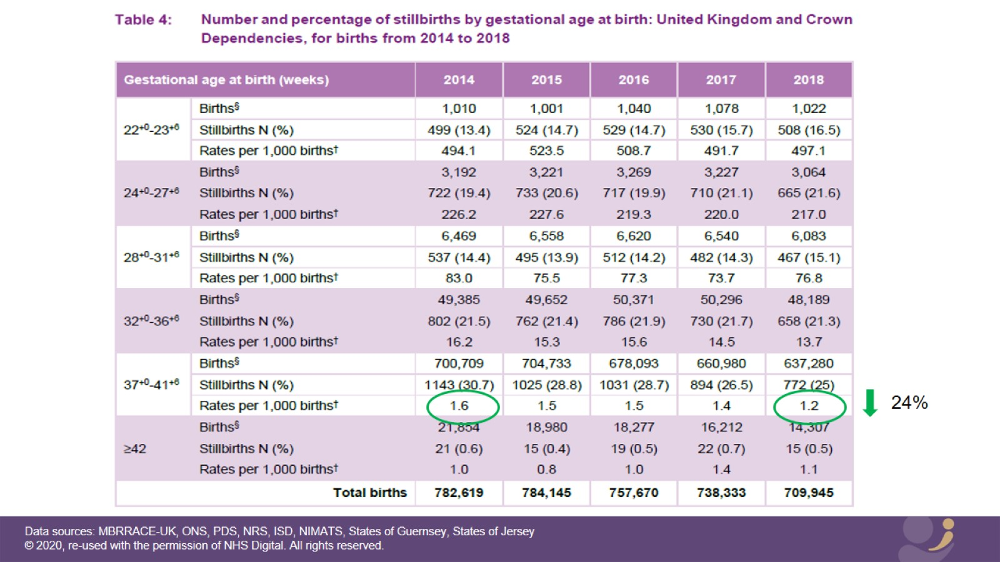 Table 4: Number and percentage of stillbirths by gestational age at birth: United Kingdom and Crown
Dependencies, for births from 2014 to 2018
Gestational age at birth (weeks) 2014 2015 2016 2017 2018
Births§ 1,010 1,001 1,040 1,078 1,022
22+0-23+6 Stillbirths N (%) 499 (13.4) 524 (14.7) 529 (14.7) 530 (15.7) 508 (16.5)
Rates per 1,000 births† 494.1 523.5 508.7 491.7 497.1
Births§ 3,192 3,221 3,269 3,227 3,064
24+0-27+6 Stillbirths N (%) 722 (19.4) 733 (20.6) 717 (19.9) 710 (21.1) 665 (21.6)
Rates per 1,000 births† 226.2 227.6 219.3 220.0 217.0
Births§ 6,469 6,558 6,620 6,540 6,083
28+0-31+6 Stillbirths N (%) 537 (14.4) 495 (13.9) 512 (14.2) 482 (14.3) 467 (15.1)
Rates per 1,000 births† 83.0 75.5 77.3 73.7 76.8
Births§ 49,385 49,652 50,371 50,296 48,189
32+0-36+6 Stillbirths N (%) 802 (21.5) 762 (21.4) 786 (21.9) 730 (21.7) 658 (21.3)
Rates per 1,000 births† 16.2 15.3 15.6 14.5 13.7
Births§ 700,709 704,733 678,093 660,980 637,280
37+0-41+6 Stillbirths N (%) 1143 (30.7) 1025 (28.8) 1031 (28.7) 894 (26.5) 772 (25)
Rates per 1,000 births† 1.6 1.5 1.5 1.4 1.2 24%
Births§ 21,854 18,980 18,277 16,212 14,307
≥42 Stillbirths N (%) 21 (0.6) 15 (0.4) 19 (0.5) 22 (0.7) 15 (0.5)
Rates per 1,000 births† 1.0 0.8 1.0 1.4 1.1
Total births 782,619 784,145 757,670 738,333 709,945
Data sources: MBRRACE-UK, ONS, PDS, NRS, ISD, NIMATS, States of Guernsey, States of Jersey
© 2020, re-used with the permission of NHS Digital. All rights reserved.